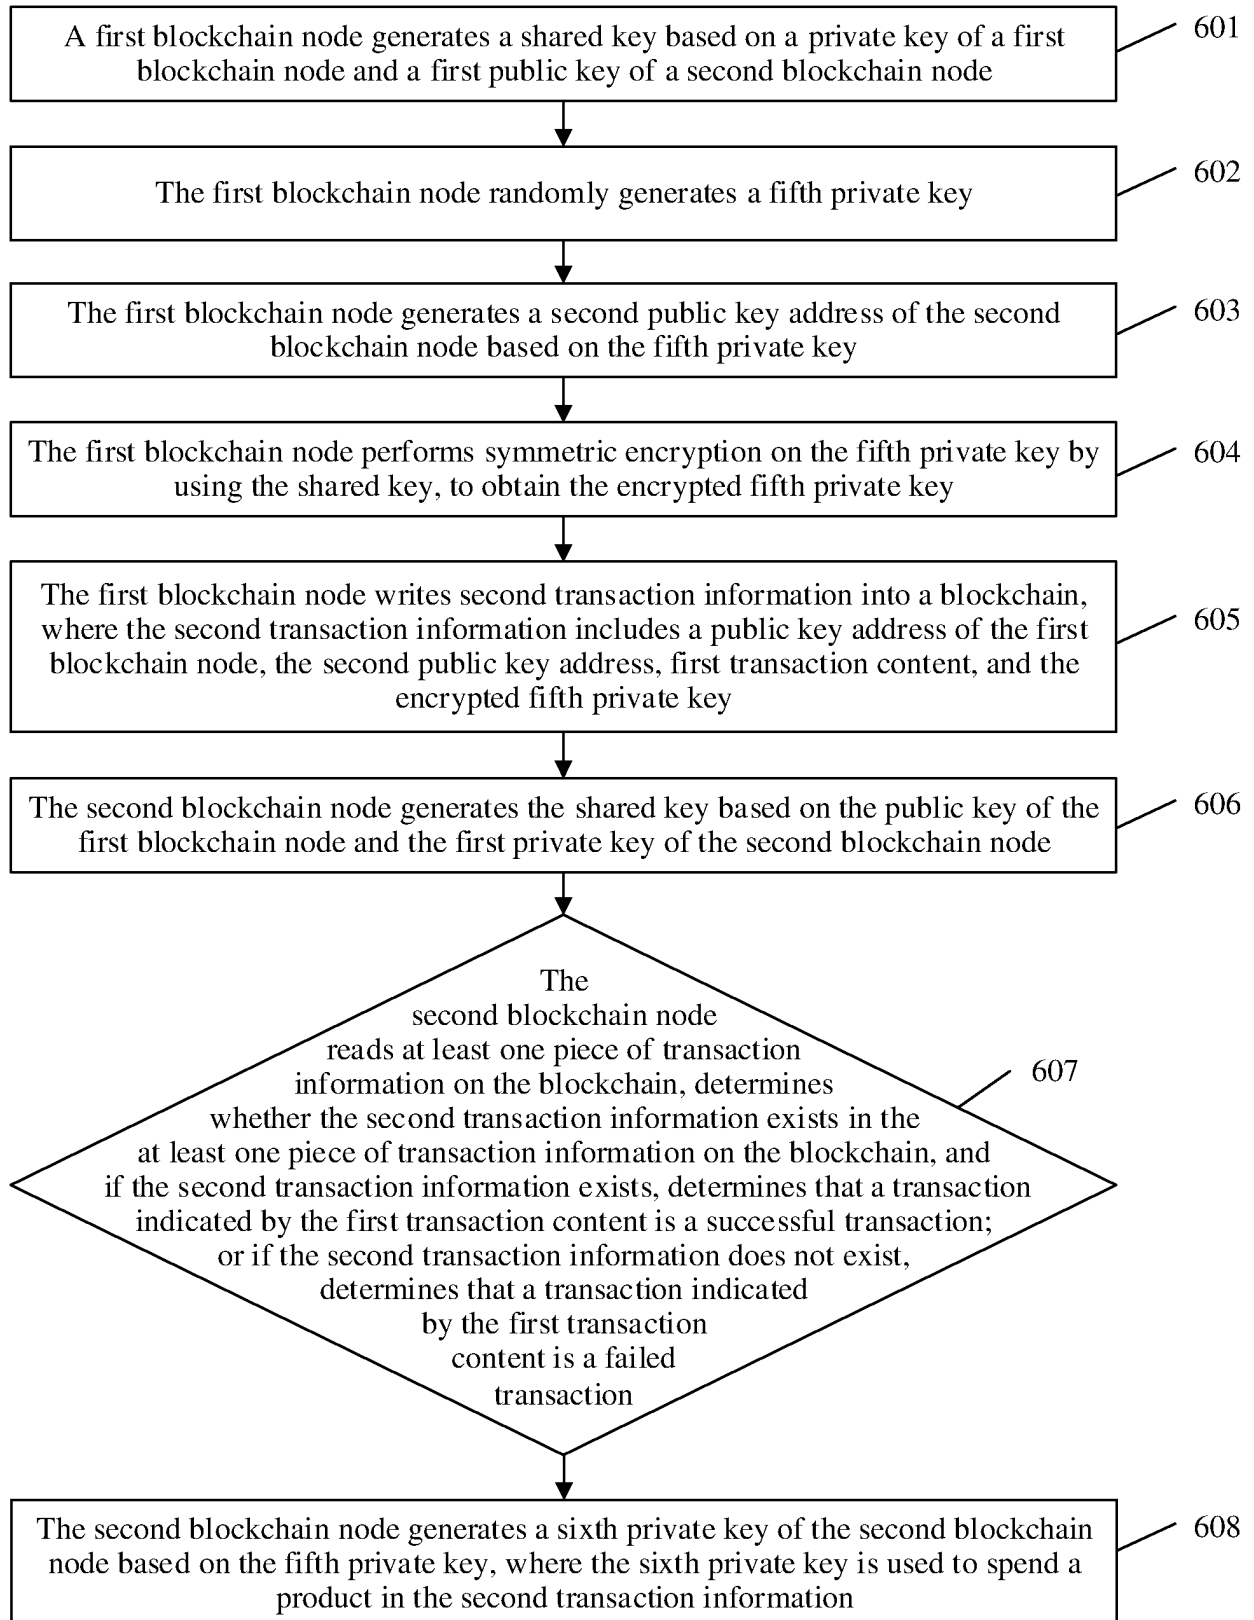 A first blockchain node generates a shared key based on a private key of a first
blockchain node and a first public key of a second blockchain node
601
The first blockchain node randomly generates a fifth private key
602
The first blockchain node generates a second public key address of the second
blockchain node based on the fifth private key
603
The first blockchain node performs symmetric encryption on the fifth private key by
using the shared key, to obtain the encrypted fifth private key
604
The first blockchain node writes second transaction information into a blockchain,
where the second transaction information includes a public key address of the first
blockchain node, the second public key address, first transaction content, and the
encrypted fifth private key
605
The second blockchain node generates the shared key based on the public key of the
first blockchain node and the first private key of the second blockchain node
606
The
second blockchain node
reads at least one piece of transaction
information on the blockchain, determines
whether the second transaction information exists in the
at least one piece of transaction information on the blockchain, and
if the second transaction information exists, determines that a transaction
indicated by the first transaction content is a successful transaction;
or if the second transaction information does not exist,
determines that a transaction indicated
by the first transaction
content is a failed
transaction
607
The second blockchain node generates a sixth private key of the second blockchain
node based on the fifth private key, where the sixth private key is used to spend a
product in the second transaction information
608